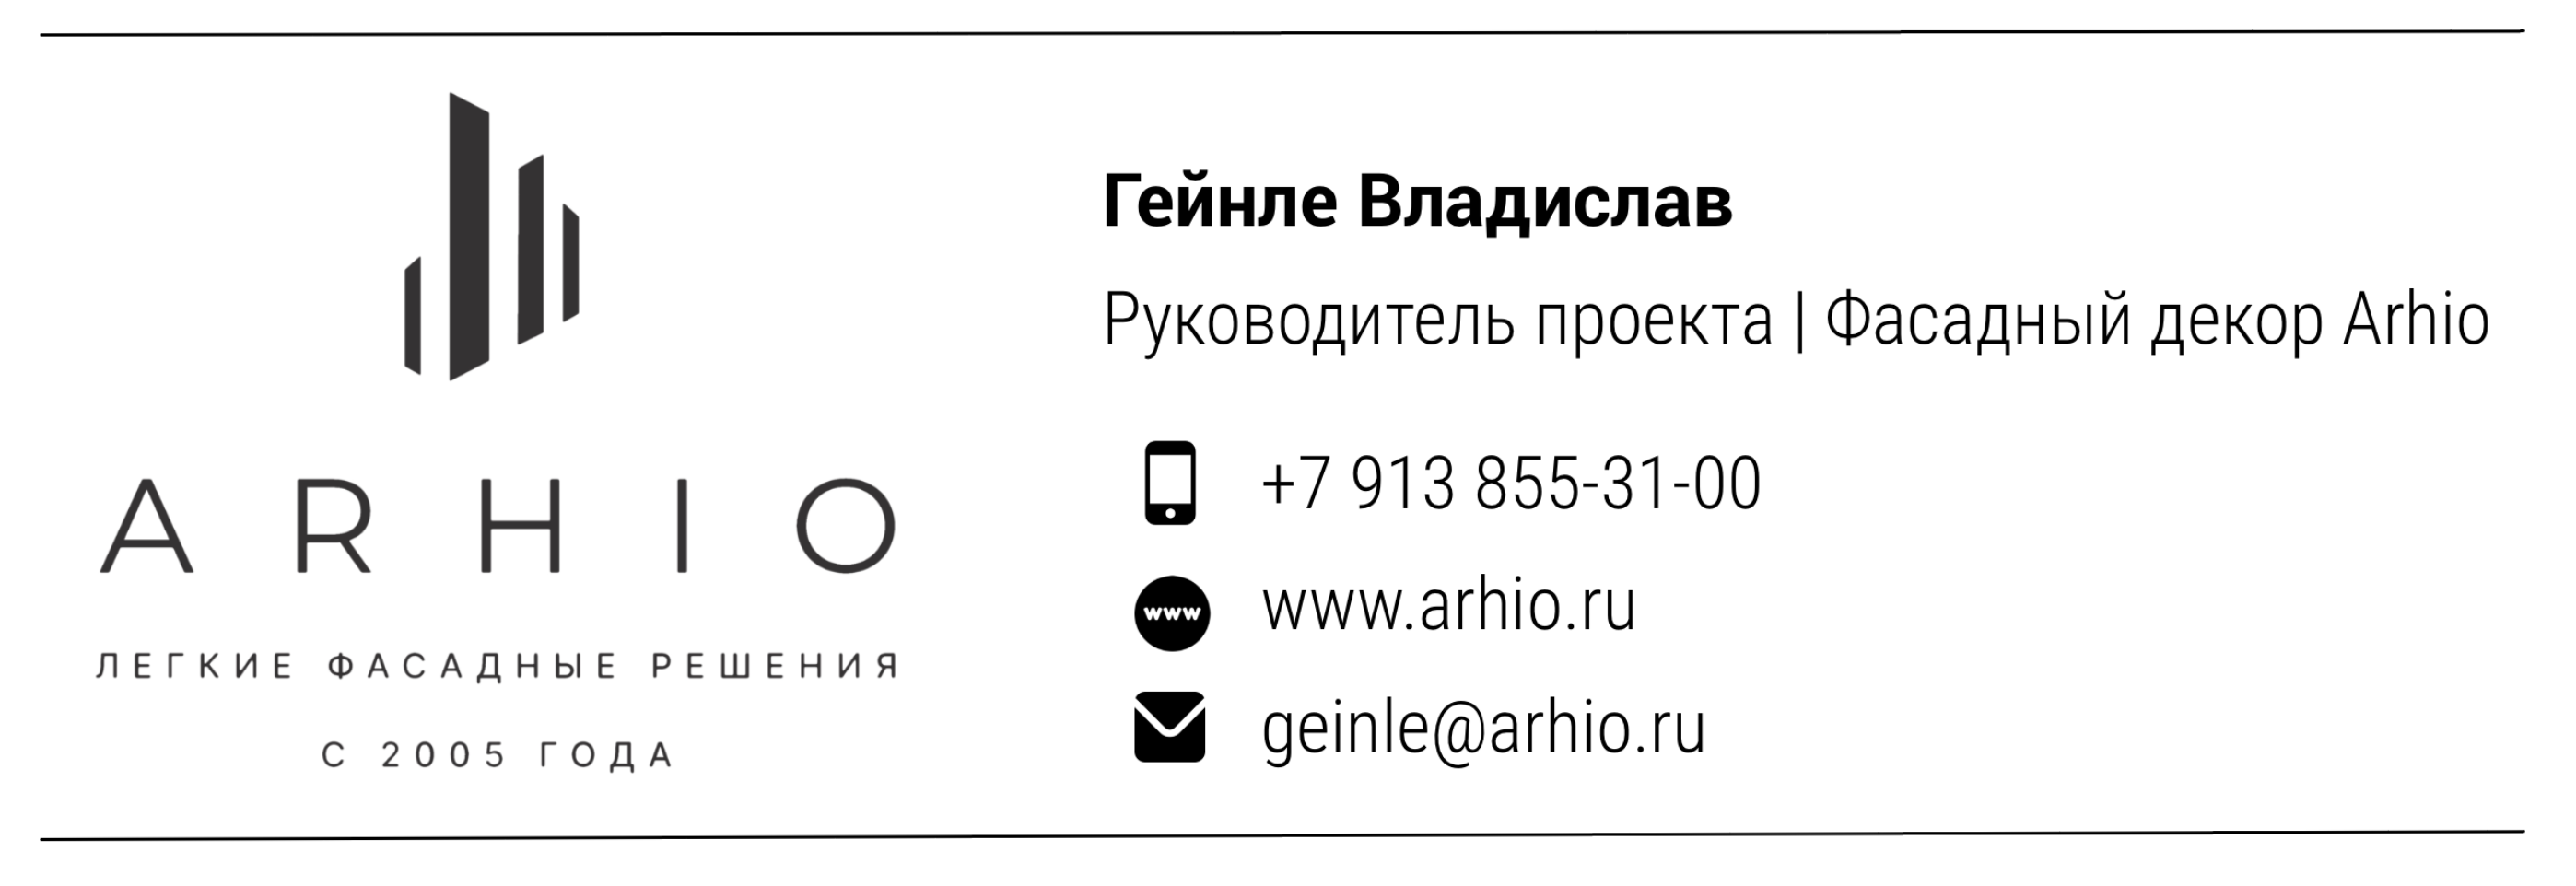 ARHIO
ЛЕГКИЕ ФАСАДНЫЕ РЕШЕНИЯ
С 2005 ГОДА
Гейнле Владислав
Руководитель проекта | Фасадный декор Arhio
+7 913 855-31-00
www
www.arhio.ru
geinle@arhio.ru